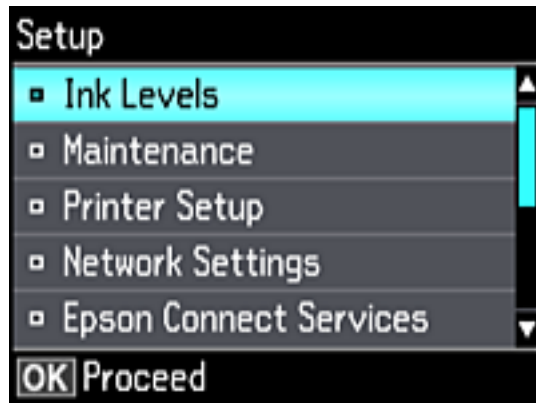 Setup
Ink Levels
Maintenance
Printer Setup
Network Settings
Epson Connect Services
OK Proceed